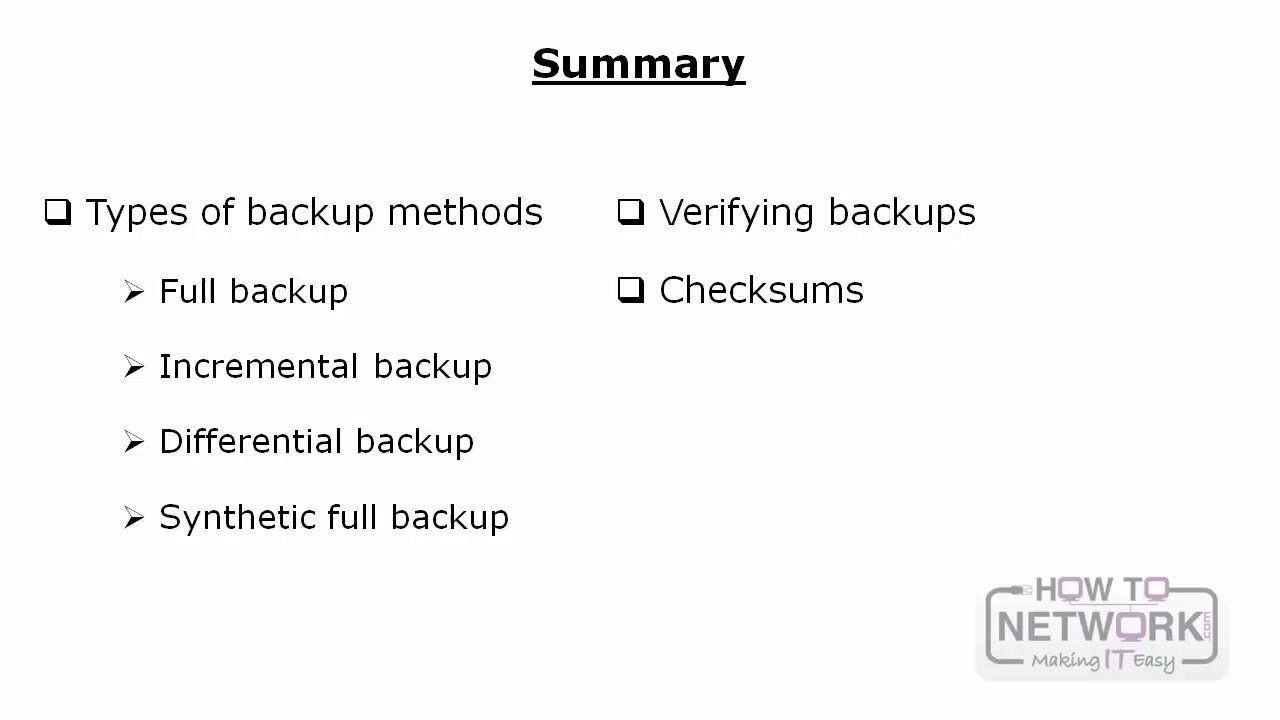 Summary
Types of backup methods
Full backup
Incremental backup
Differential backup
Synthetic full backup
Verifying backups
Checksums
HOW TO
NETWORK.com
Making IT Easy